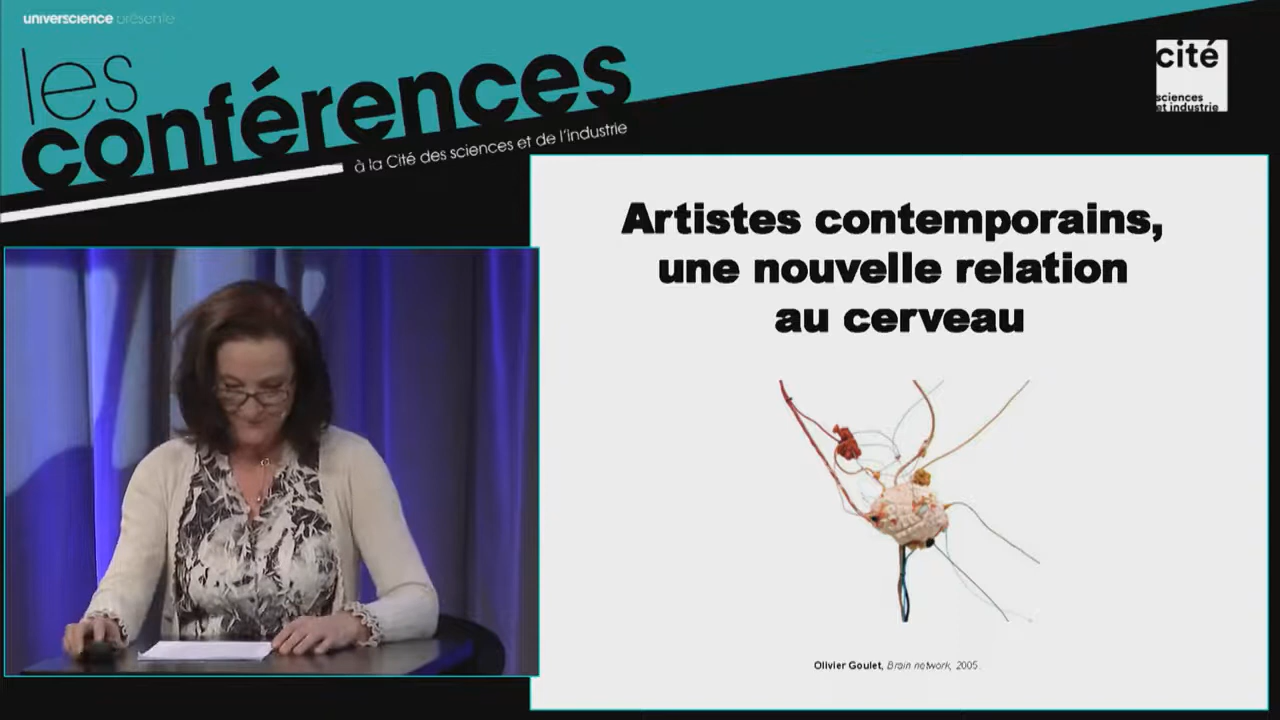 universcience présente
les
conférences
à la Cité des sciences et de l'industrie
cité
sciences
et industrie
Artistes contemporains,
une nouvelle relation
au cerveau
Olivier Goulet, Brain network, 2005